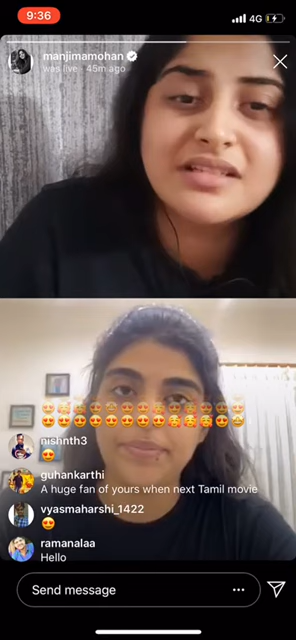 9:36
4G
manjimamohan
was live · 45m ago
nishnth3
guhankarthi
A huge fan of yours when next Tamil movie
vyasmaharshi_1422
ramanalaa
Hello
Send message